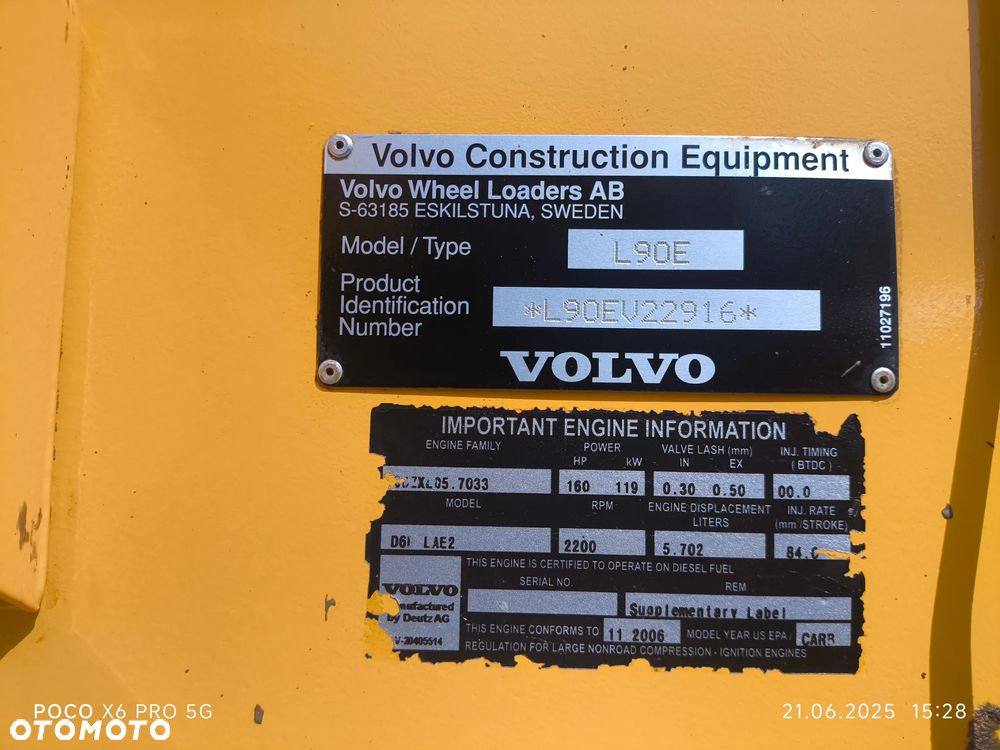 Volvo Construction Equipment
Volvo Wheel Loaders AB
S-63185 ESKILSTUNA, SWEDEN
Model / Type L90E
Product
Identification
Number
*L90EV22916*
11027196
VOLVO
IMPORTANT ENGINE INFORMATION
ENGINE FAMILY POWER VALVE LASH (mm) INJ. TIMING
HP kW IN EX (BTDC)
05.7033 160 119 0.30 0.50 00.0
MODEL RPM ENGINE DISPLACEMENT INJ. RATE
LITERS (mm /STROKE)
LAE2 2200 5.702 84.
THIS ENGINE IS CERTIFIED TO OPERATE ON DIESEL FUEL
SERIAL NO. REM
VOLVO
by Deutz AG
Supplementary Label
THIS ENGINE CONFORMS TO 11 2006 MODEL YEAR US EPA / CARB
REGULATION FOR LARGE NONROAD COMPRESSION - IGNITION ENGINES
POCO X6 PRO 5G
21.06.2025 15:28
OTOMOTO